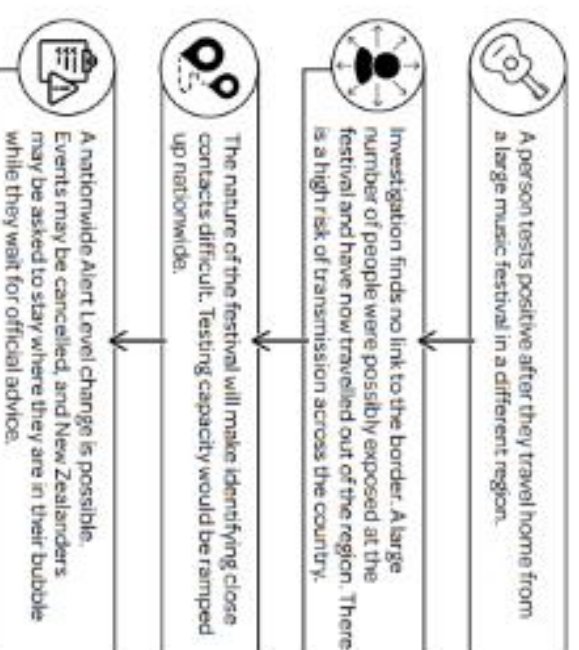 A person tests positive after they travel home from
a large music festival in a different region.
Investigation finds no link to the border. A large
number of people were possibly exposed at the
festival and have now travelled out of the region. There
is a high risk of transmission across the country.
The nature of the festival will make identifying close
contacts difficult. Testing capacity would be ramped
up nationwide.
A nationwide Alert Level change is possible.
Events may be cancelled, and New Zealanders
may be asked to stay where they are in their bubble
while they wait for official advice.